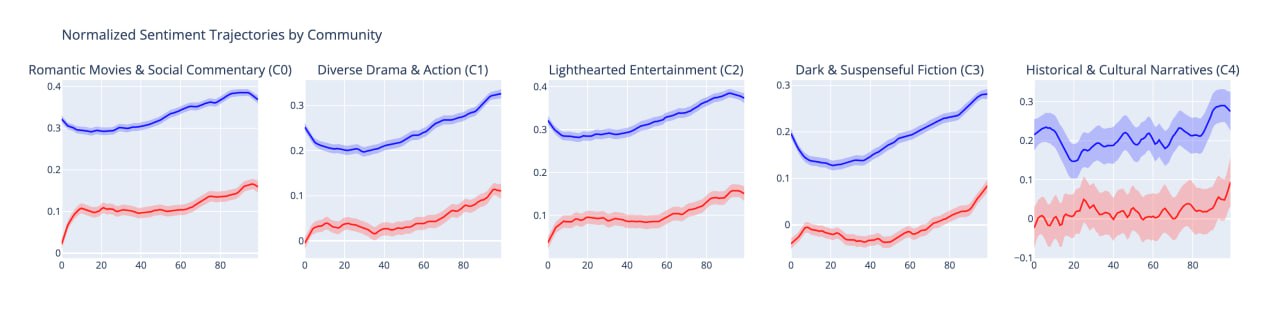 Normalized Sentiment Trajectories by Community
Romantic Movies & Social Commentary (C0)
0.4
0.3
0.2
0.1
0
0 20 40 60 80
Diverse Drama & Action (C1)
0.3
0.2
0.1
0
0 20 40 60 80
Lighthearted Entertainment (C2)
0.4
0.3
0.2
0.1
0 20 40 60 80
Dark & Suspenseful Fiction (C3)
0.3
0.2
0.1
0
0 20 40 60 80
Historical & Cultural Narratives (C4)
0.3
0.2
0.1
0
−0.1
0 20 40 60 80